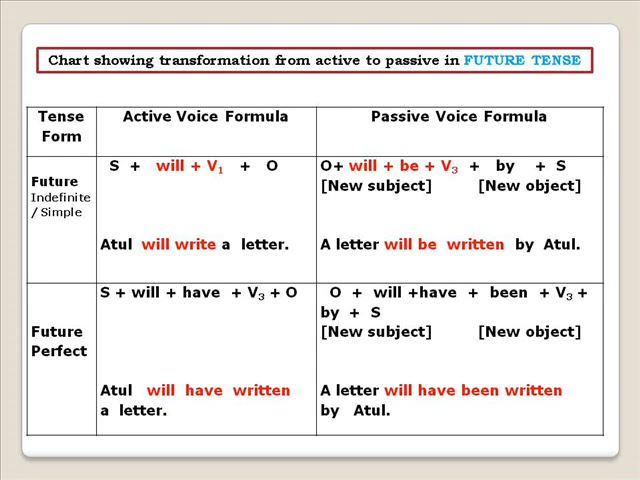 Chart showing transformation from active to passive in FUTURE TENSE
Tense
Form
Active Voice Formula
Passive Voice Formula
Future
Indefinite
/ Simple
S + will + V1 + O
Atul will write a letter.
O+ will + be + V3 + by + S
[New subject] [New object]
A letter will be written by Atul.
Future
Perfect
S + will + have + V3 + O
Atul will have written
a letter.
O + will +have + been + V3 +
by + S
[New subject] [New object]
A letter will have been written
by Atul.